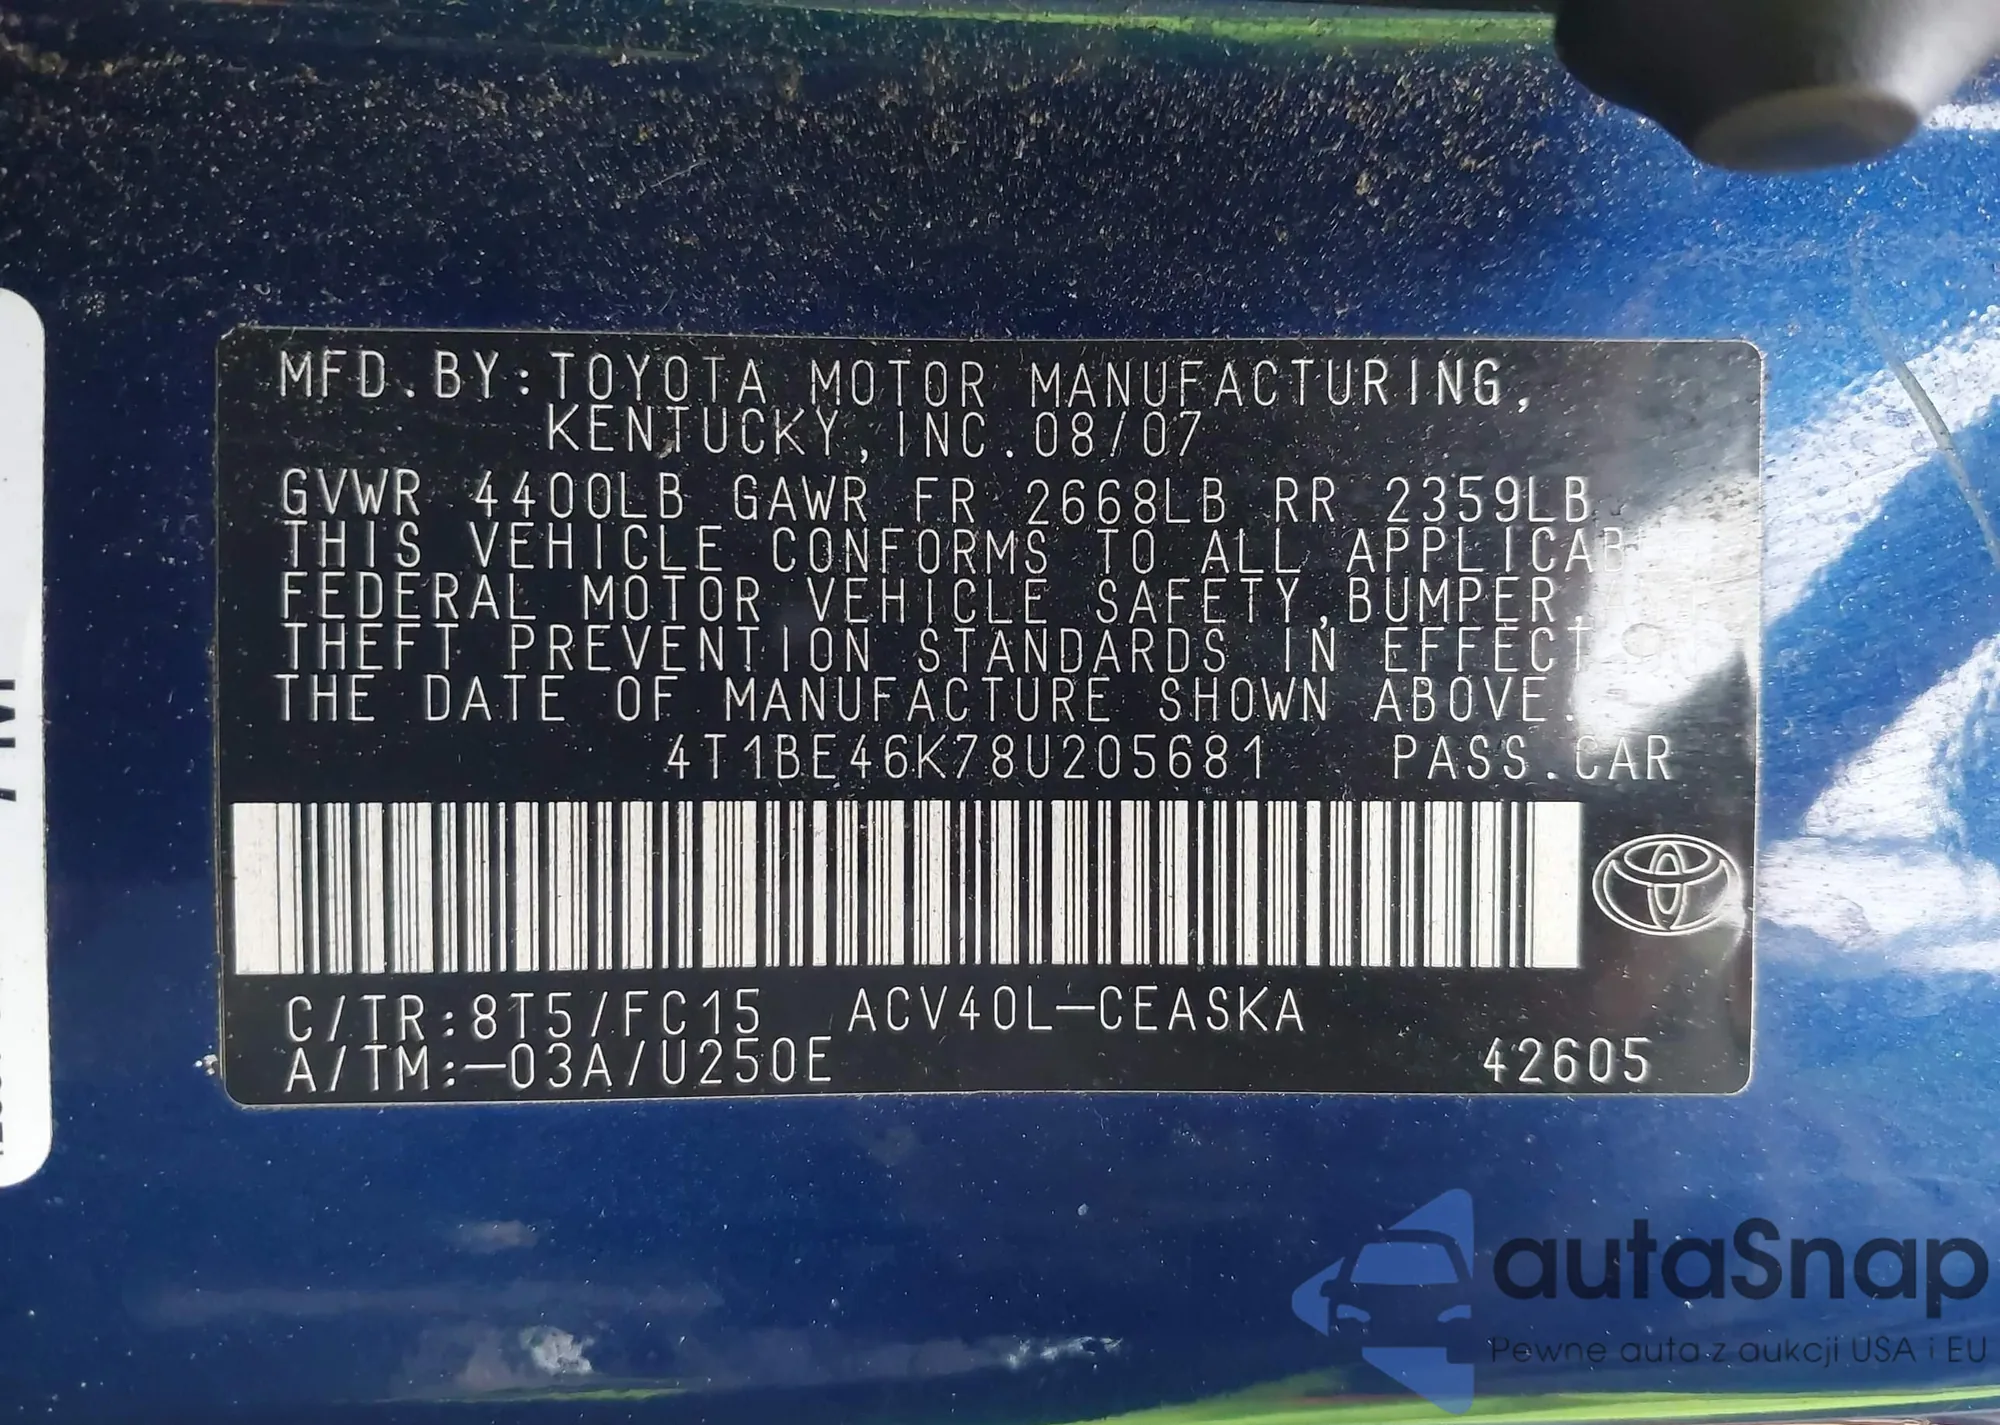 MFD.BY:TOYOTA MOTOR MANUFACTURING,
KENTUCKY,INC.08/07
GVWR 4400LB GAWR FR 2668LB RR 2359LB
THIS VEHICLE CONFORMS TO ALL APPLICABLE
FEDERAL MOTOR VEHICLE SAFETY,BUMPER,
THEFT PREVENTION STANDARDS IN EFFECT
THE DATE OF MANUFACTURE SHOWN ABOVE.
4T1BE46K78U205681 PASS.CAR
C/TR:8T5/FC15 ACV40L-CEASKA
A/TM:-03A/U250E 42605
autoSnap
Pewne auta z aukcji USA i EU